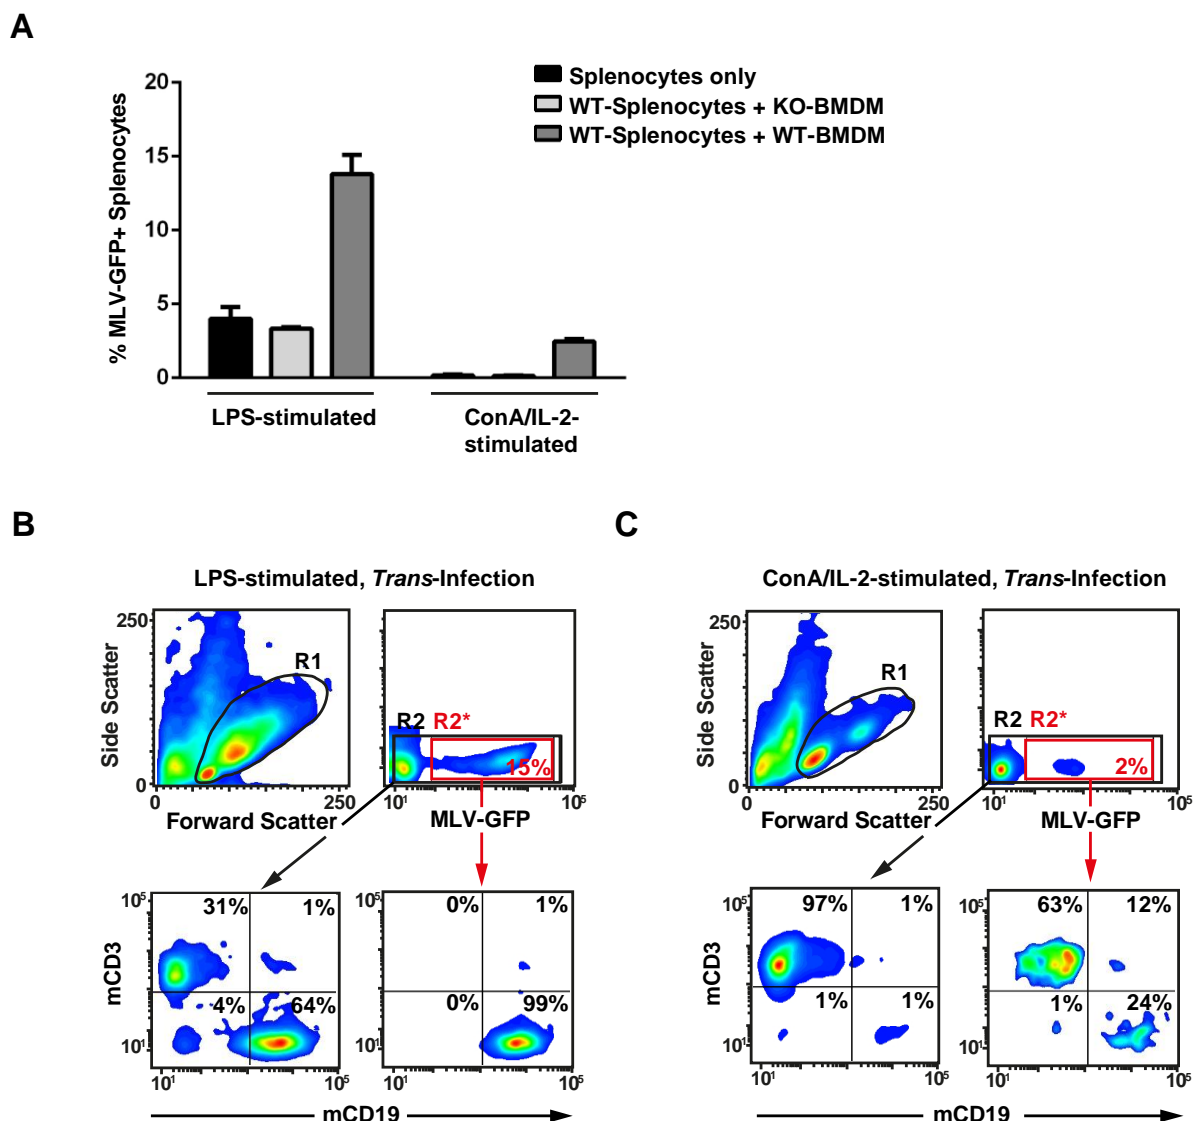 A
% MLV-GFP+ Splenocytes
20
15
10
5
0
Splenocytes only
WT-Splenocytes + KO-BMDM
WT-Splenocytes + WT-BMDM
LPS-stimulated
ConA/IL-2-
stimulated
B
LPS-stimulated, Trans-Infection
250
Side Scatter
R1
0
0
250
Forward Scatter
R2
R2*
15%
10¹
10⁵
MLV-GFP
10⁵
31%
1%
mCD3
4%
64%
10¹
10¹
10⁵
0%
1%
0%
99%
10¹
10⁵
mCD19
C
ConA/IL-2-stimulated, Trans-Infection
250
Side Scatter
R1
0
0
250
Forward Scatter
R2
R2*
2%
10¹
10⁵
MLV-GFP
10⁵
97%
1%
mCD3
1%
1%
10¹
10¹
10⁵
10⁵
63%
12%
1%
24%
10¹
10¹
10⁵
mCD19